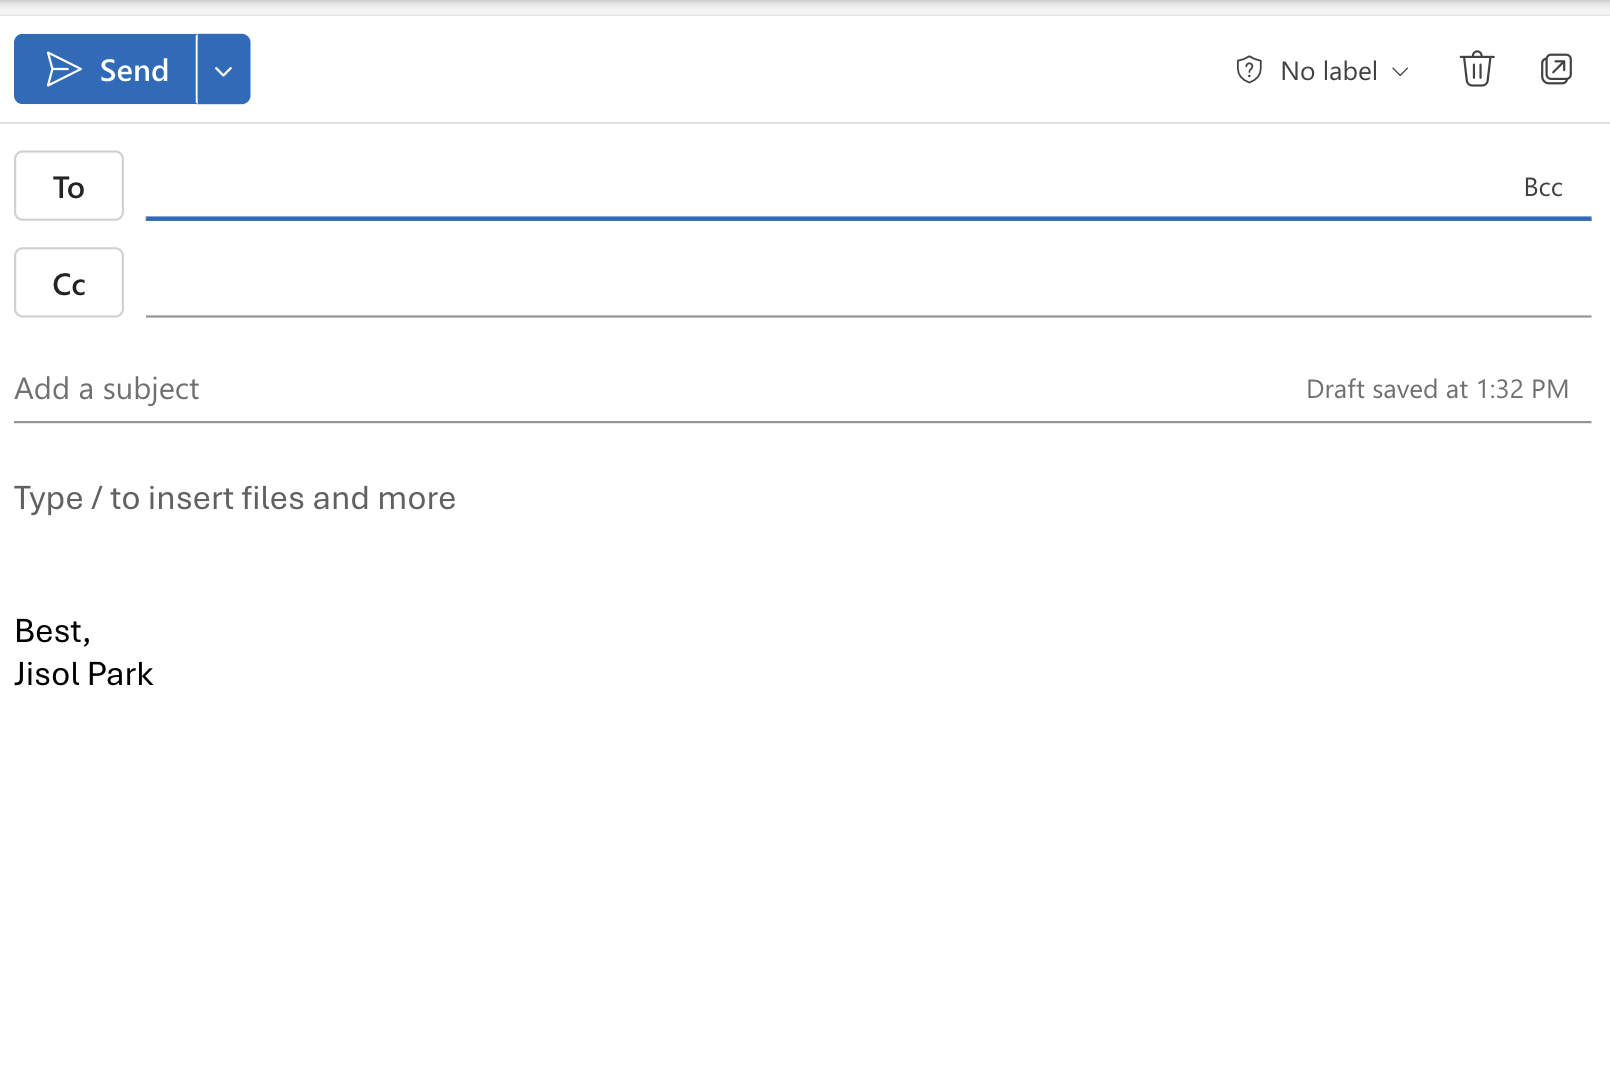 Send
No label
To
Bcc
Cc
Add a subject
Draft saved at 1:32 PM
Type / to insert files and more
Best,
Jisol Park